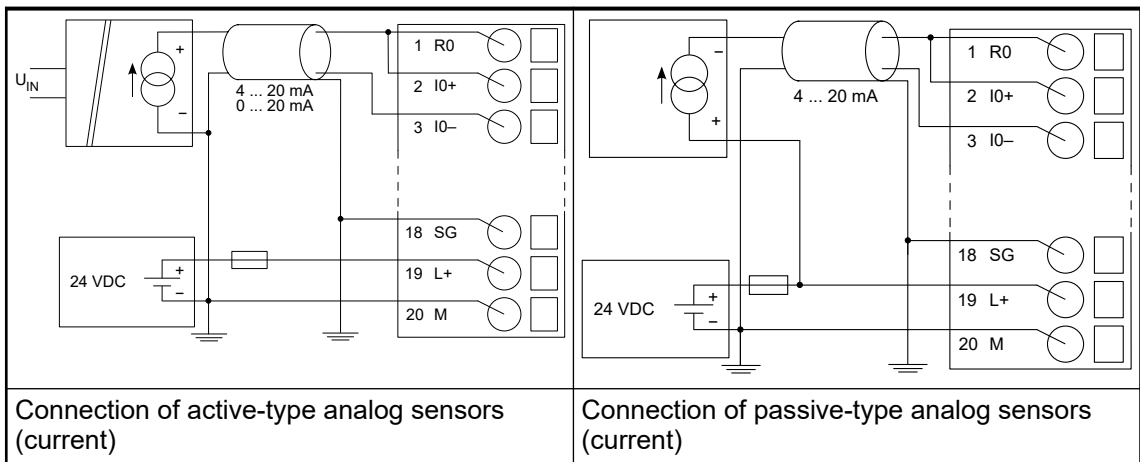 U_IN
+
−
4 ... 20 mA
0 ... 20 mA
1 R0
2 I0+
3 I0–
18 SG
19 L+
20 M
24 VDC
+
−
Connection of active-type analog sensors
(current)
−
+
4 ... 20 mA
1 R0
2 I0+
3 I0–
18 SG
19 L+
20 M
24 VDC
+
−
Connection of passive-type analog sensors
(current)